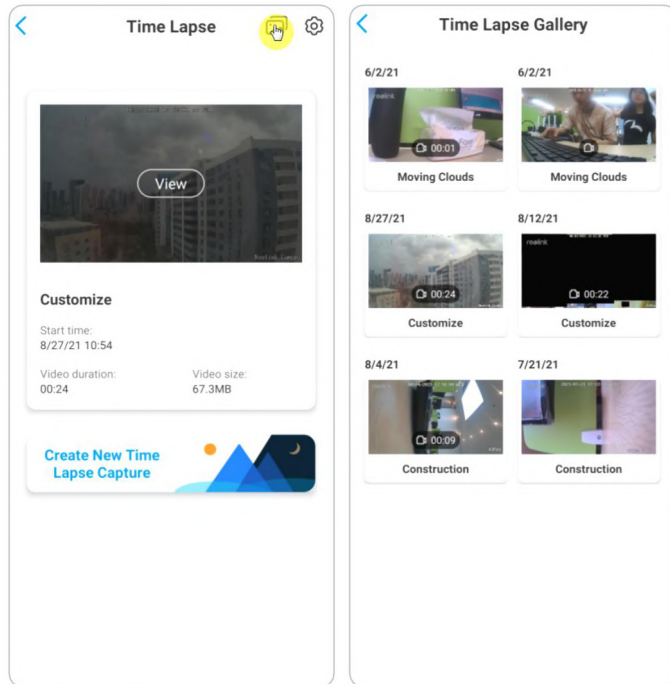 Time Lapse
View
Customize
Start time:
8/27/21 10:54
Video duration:
Video size:
00:24
67.3MB
Create New Time
Lapse Capture
Time Lapse Gallery
6/2/21
6/2/21
reolink
00:01
Moving Clouds
Moving Clouds
8/27/21
8/12/21
reolink
00:24
00:22
Customize
Customize
8/4/21
7/21/21
00:09
Construction
Construction